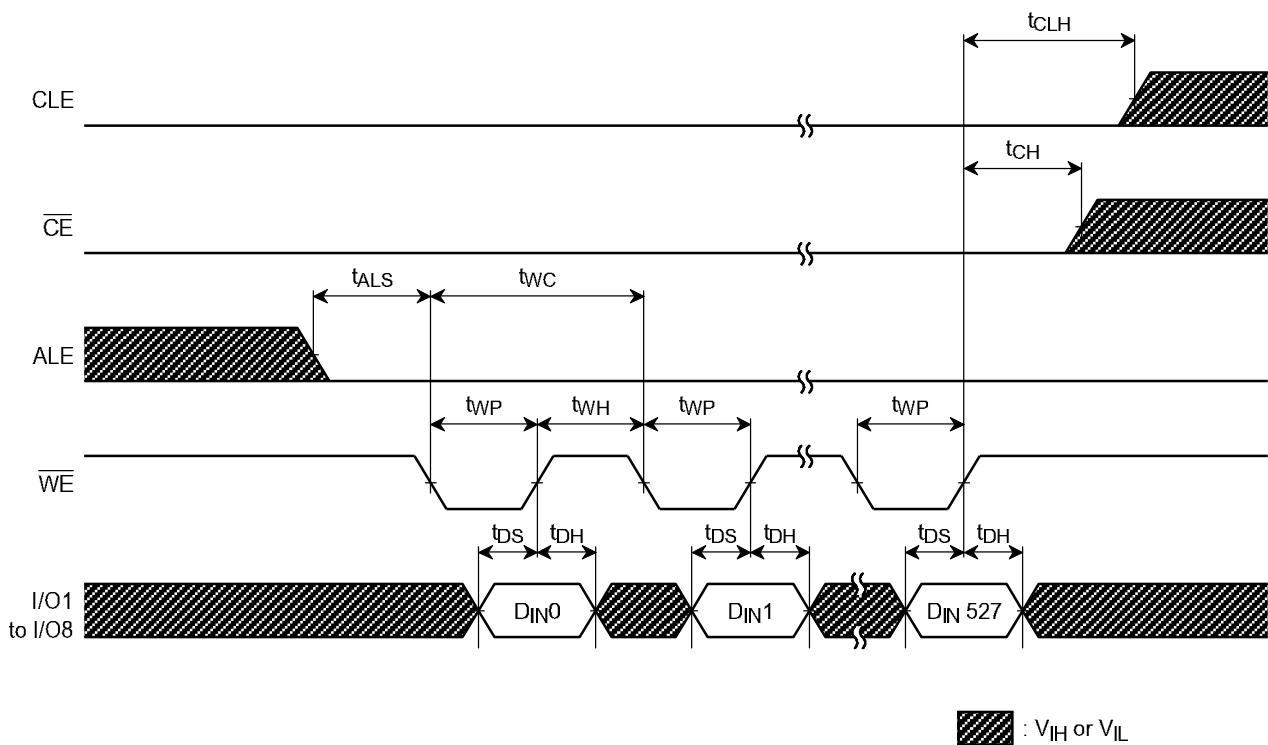 tCLH
CLE
tCH
CE
tALS
tWC
ALE
tWP
tWH
tWP
tWP
WE
tDS
tDH
tDS
tDH
tDS
tDH
I/O1
to I/O8
DIN0
DIN1
DIN 527
: VIH or VIL